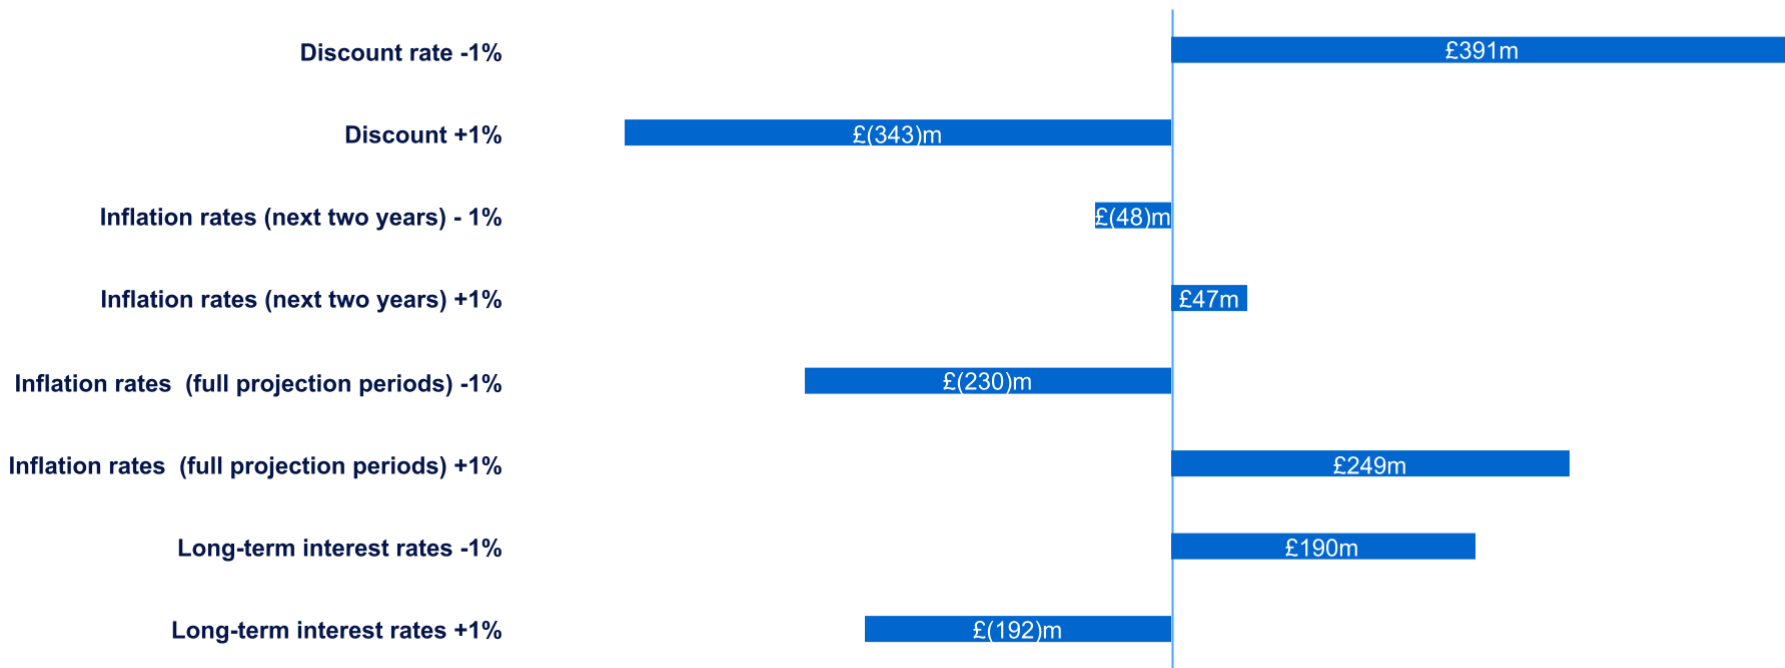 Discount rate -1% £391m
Discount +1% £(343)m
Inflation rates (next two years) - 1% £(48)m
Inflation rates (next two years) +1% £47m
Inflation rates  (full projection periods) -1% £(230)m
Inflation rates  (full projection periods) +1% £249m
Long-term interest rates -1% £190m
Long-term interest rates +1% £(192)m